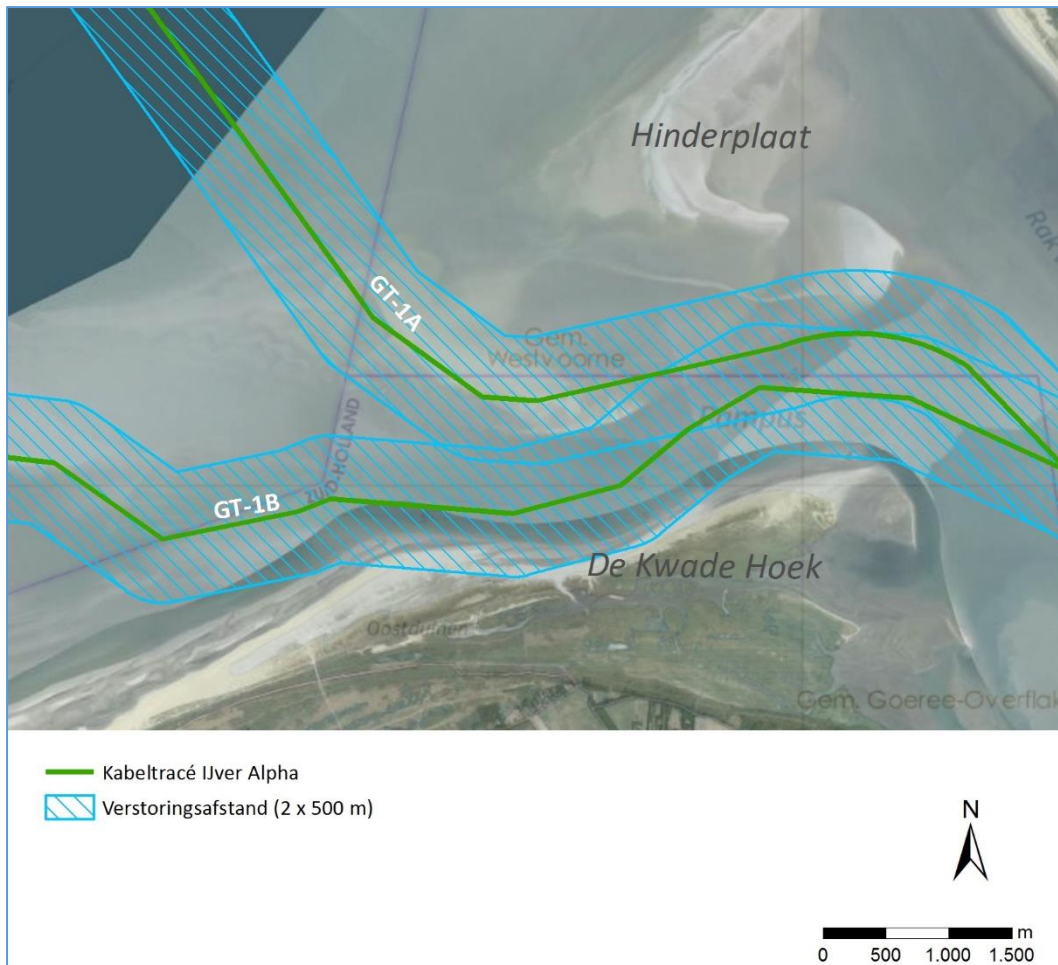 Hinderplaat
GT-1A
Gem.
Westvoorne
ZUID-HOLLAND
Pampus
GT-1B
De Kwade Hoek
Oostduinen
Gem. Goeree-Overflak
Kabeltracé IJver Alpha
Verstoringsafstand (2 x 500 m)
N
m
0 500 1.000 1.500